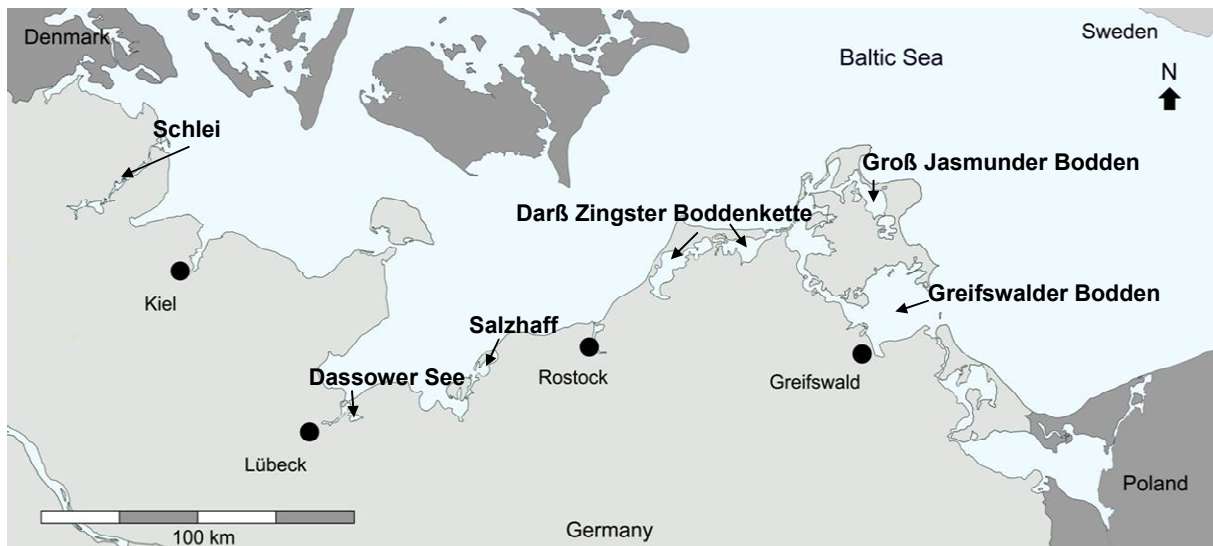 Denmark
Sweden
Baltic Sea
N
Schlei
Groß Jasmunder Bodden
Darß Zingster Boddenkette
Kiel
Greifswalder Bodden
Salzhaff
Rostock
Greifswald
Dassower See
Lübeck
Poland
100 km
Germany